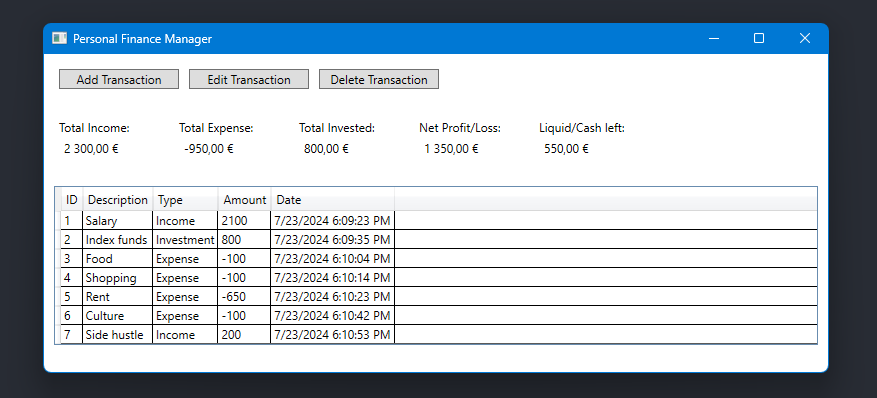 Personal Finance Manager
Add Transaction Edit Transaction Delete Transaction
Total Income: Total Expense: Total Invested: Net Profit/Loss: Liquid/Cash left:
2 300,00 € -950,00 € 800,00 € 1 350,00 € 550,00 €
ID Description Type Amount Date
1 Salary Income 2100 7/23/2024 6:09:23 PM
2 Index funds Investment 800 7/23/2024 6:09:35 PM
3 Food Expense -100 7/23/2024 6:10:04 PM
4 Shopping Expense -100 7/23/2024 6:10:14 PM
5 Rent Expense -650 7/23/2024 6:10:23 PM
6 Culture Expense -100 7/23/2024 6:10:42 PM
7 Side hustle Income 200 7/23/2024 6:10:53 PM